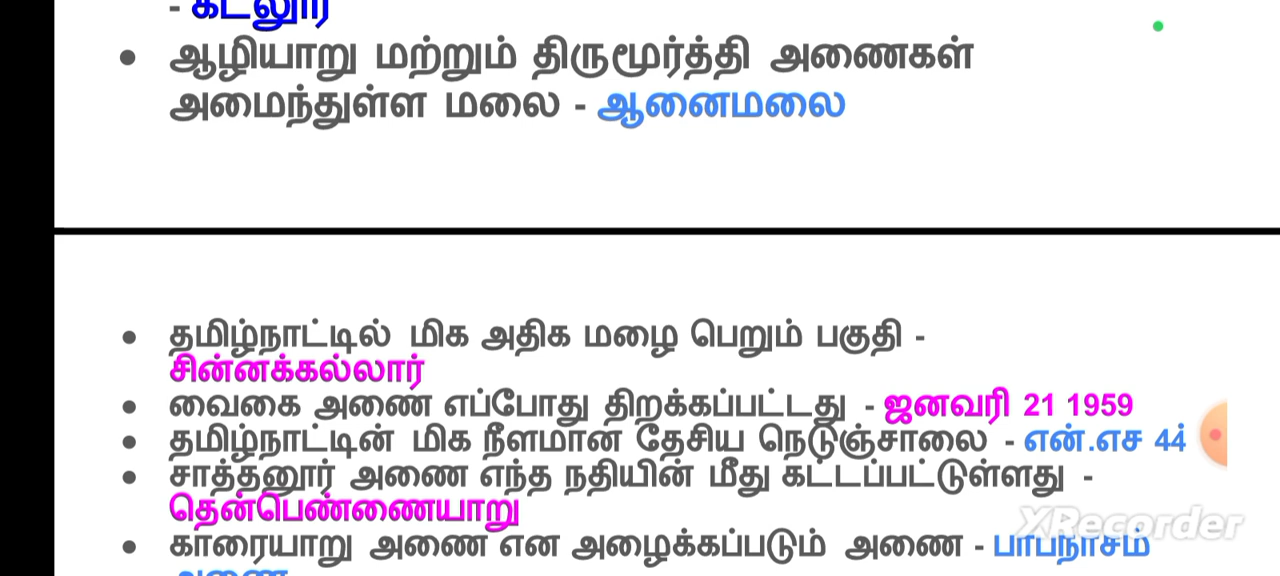 - கடலூர்
• ஆழியாறு மற்றும் திருமூர்த்தி அணைகள்
அமைந்துள்ள மலை - ஆனைமலை
• தமிழ்நாட்டில் மிக அதிக மழை பெறும் பகுதி -
சின்னக்கல்லார்
• வைகை அணை எப்போது திறக்கப்பட்டது - ஜனவரி 21 1959
• தமிழ்நாட்டின் மிக நீளமான தேசிய நெடுஞ்சாலை - என்.எச 44
• சாத்தனூர் அணை எந்த நதியின் மீது கட்டப்பட்டுள்ளது -
தென்பெண்ணையாறு
• காரையாறு அணை என அழைக்கப்படும் அணை - பாபநாசம்
அணை
XRecorder